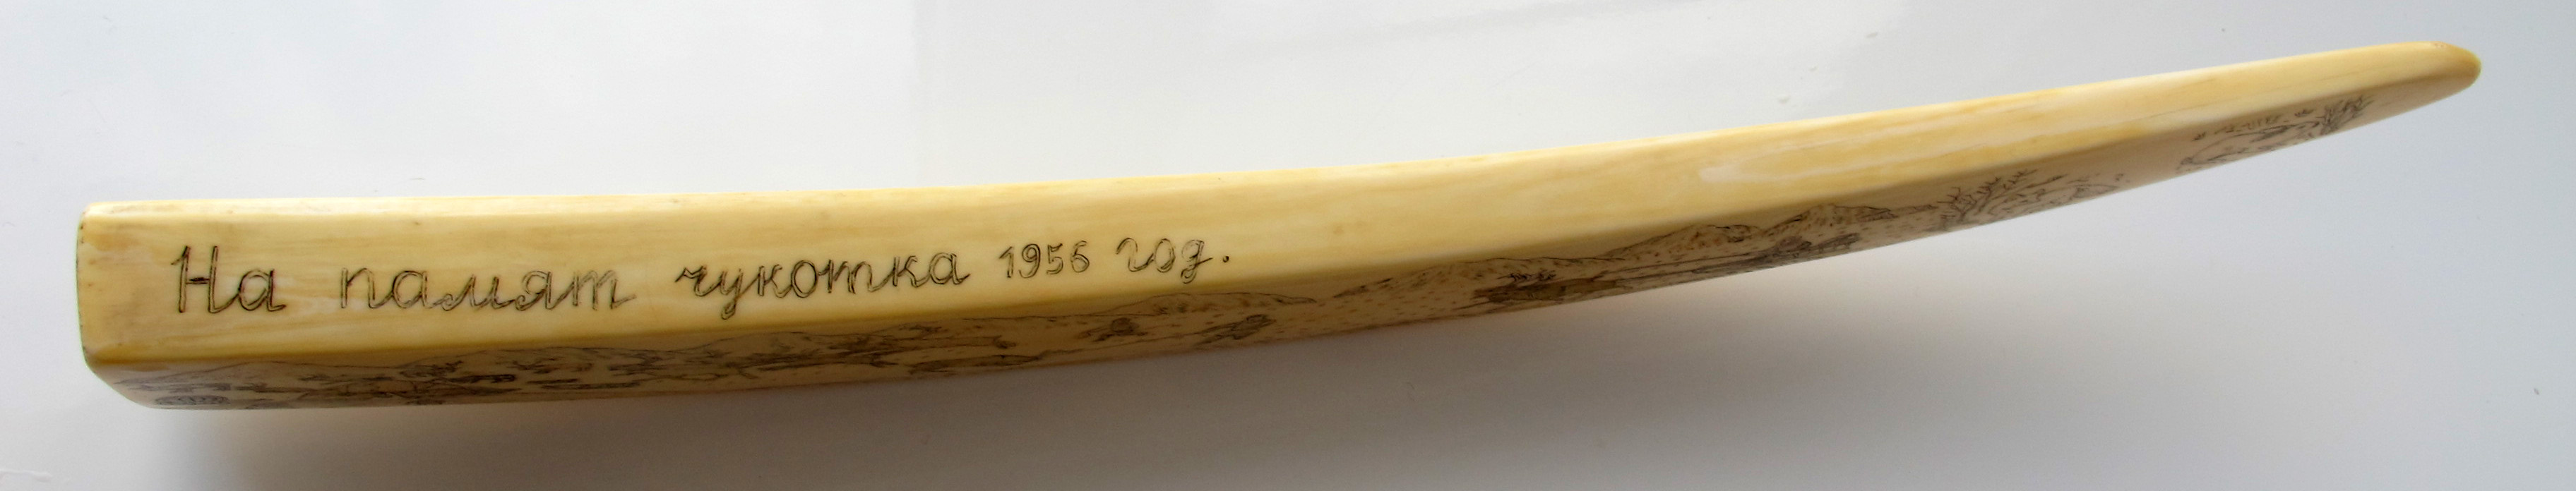 На памят чукотка 1956 год.